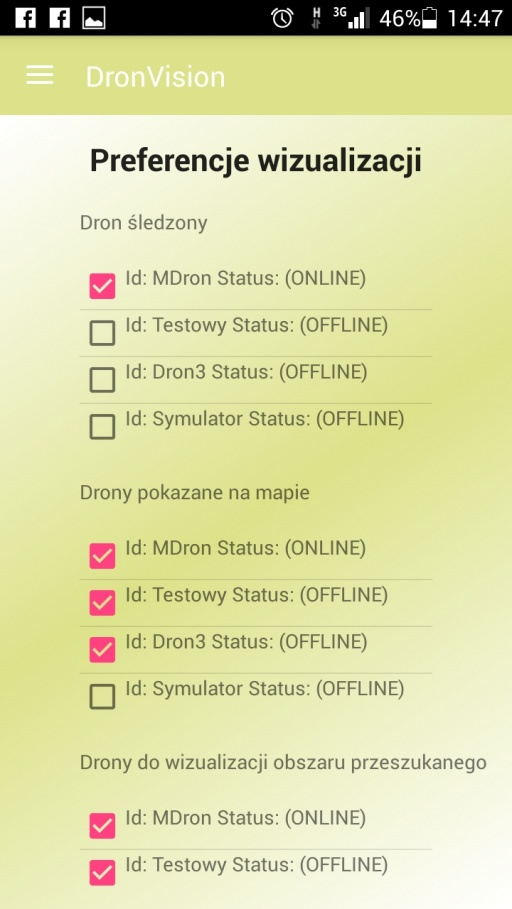 H 3G 46% 14:47
DronVision
Preferencje wizualizacji
Dron śledzony
Id: MDron Status: (ONLINE)
Id: Testowy Status: (OFFLINE)
Id: Dron3 Status: (OFFLINE)
Id: Symulator Status: (OFFLINE)
Drony pokazane na mapie
Id: MDron Status: (ONLINE)
Id: Testowy Status: (OFFLINE)
Id: Dron3 Status: (OFFLINE)
Id: Symulator Status: (OFFLINE)
Drony do wizualizacji obszaru przeszukanego
Id: MDron Status: (ONLINE)
Id: Testowy Status: (OFFLINE)